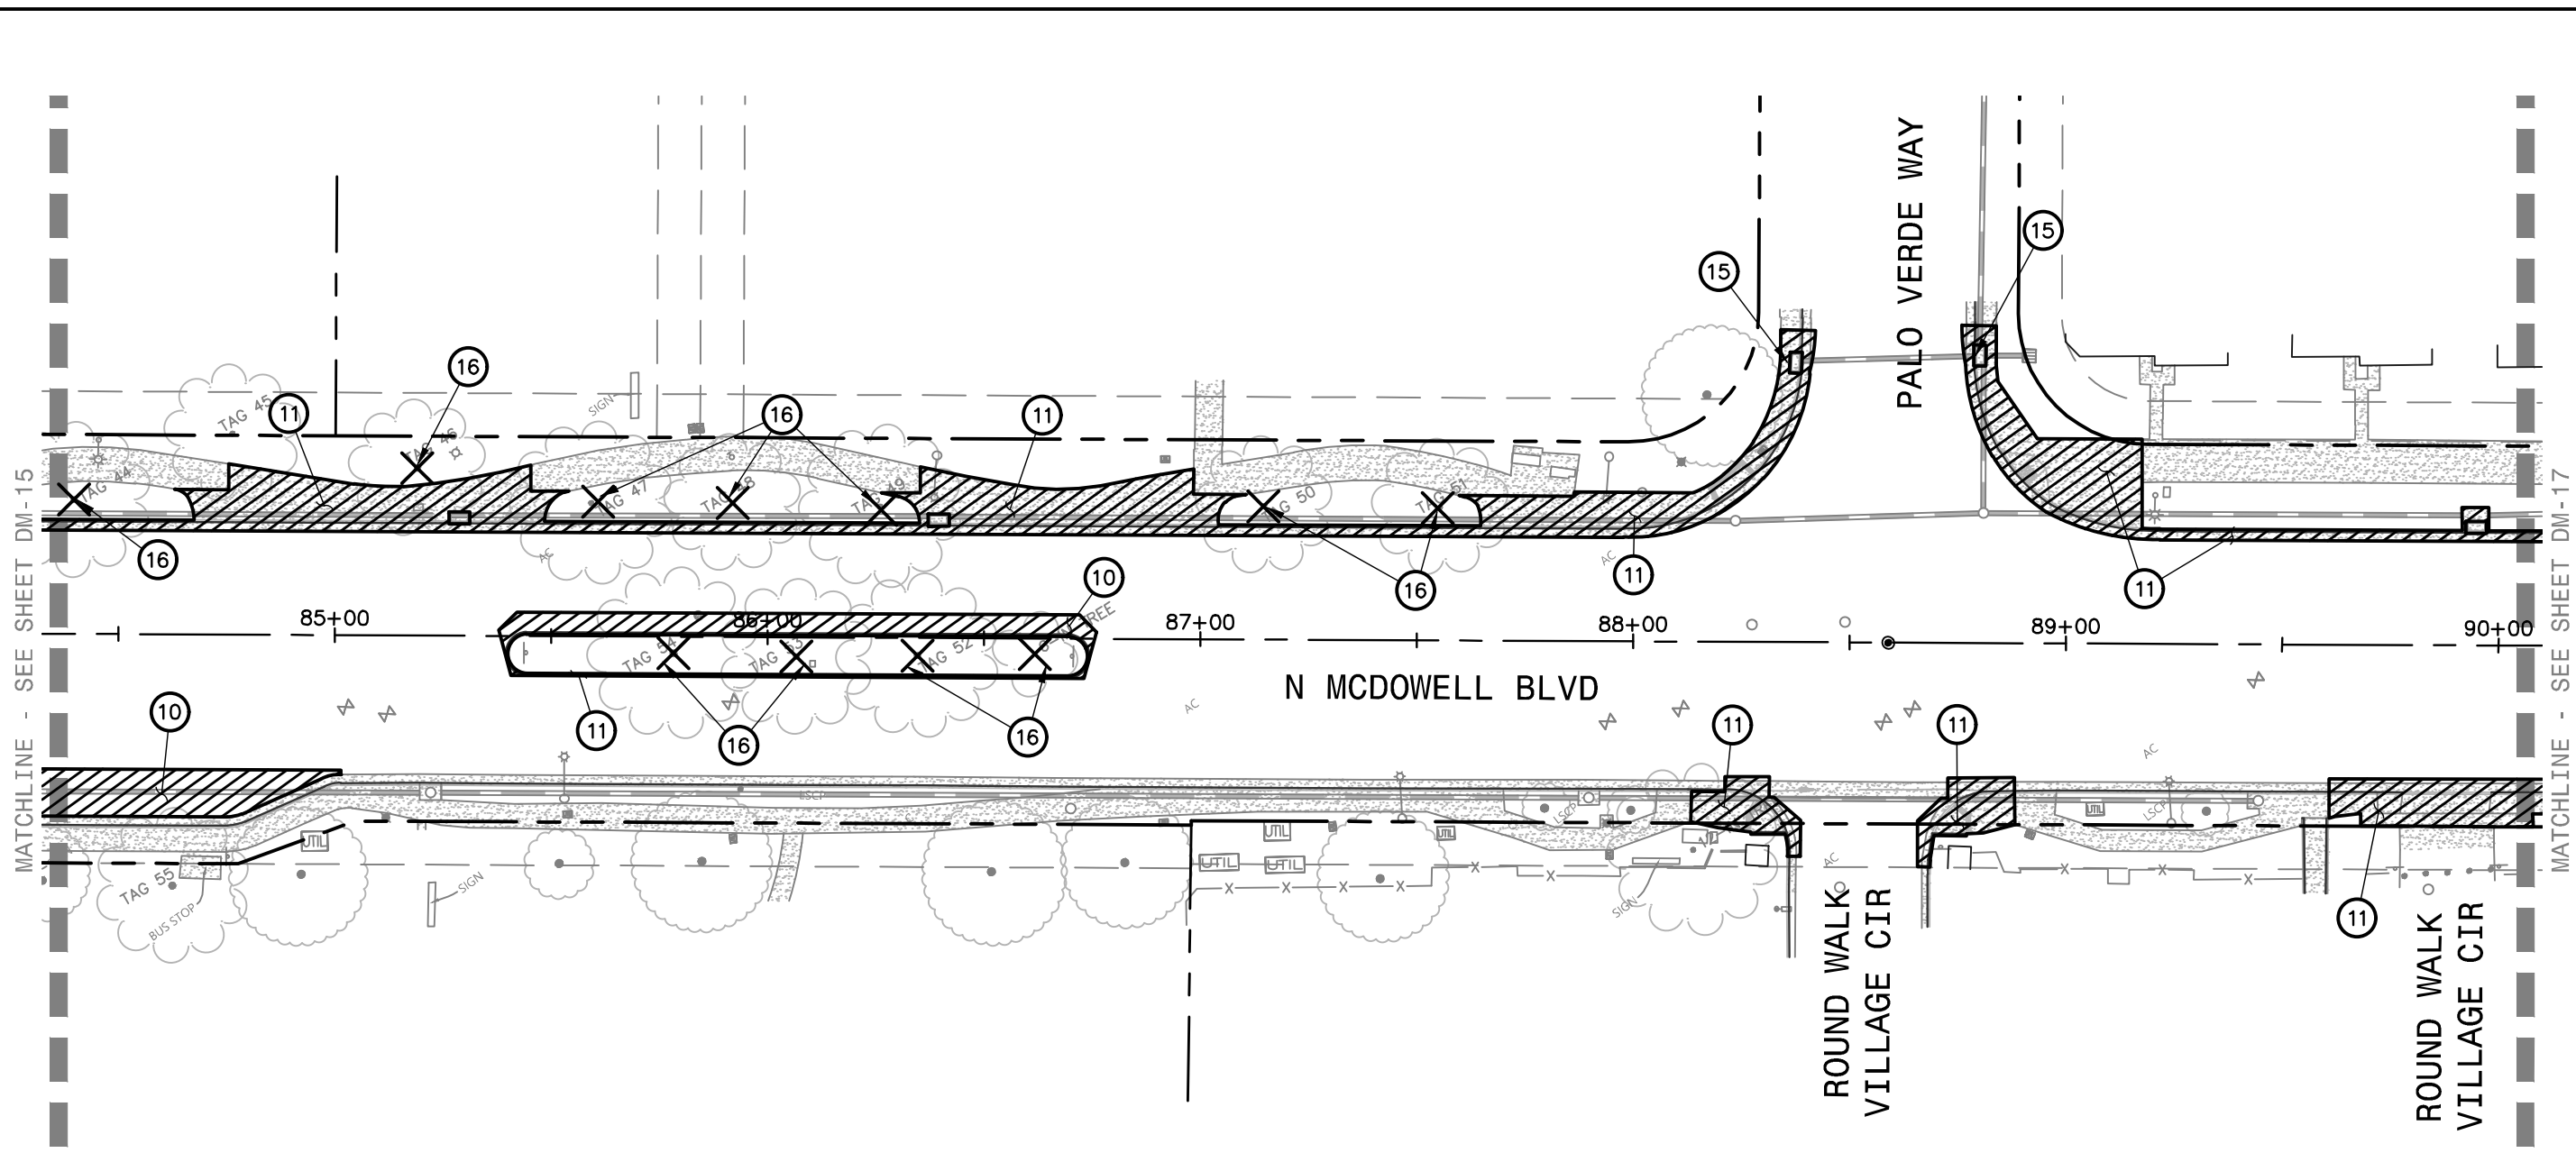 PALO VERDE WAY
15
15
16
SIGN
TAG 45
11
16
11
TAG 46
TAG 44
TAG 47
TAG 48
TAG 49
TAG 50
TAG 51
MATCHLINE - SEE SHEET DM-15
MATCHLINE - SEE SHEET DM-17
16
AC
AC
11
16
11
10
85+00
86+00
87+00
88+00
89+00
90+00
TAG 54
TAG 53
TAG 52
N MCDOWELL BLVD
AC
10
11
16
16
11
11
AC
LSCP
LSCP
LSCP
UTIL
UTIL
UTIL
UTIL
UTIL
UTIL
AC
TAG 55
BUS STOP
SIGN
SIGN
11
ROUND WALK
VILLAGE CIR
ROUND WALK
VILLAGE CIR